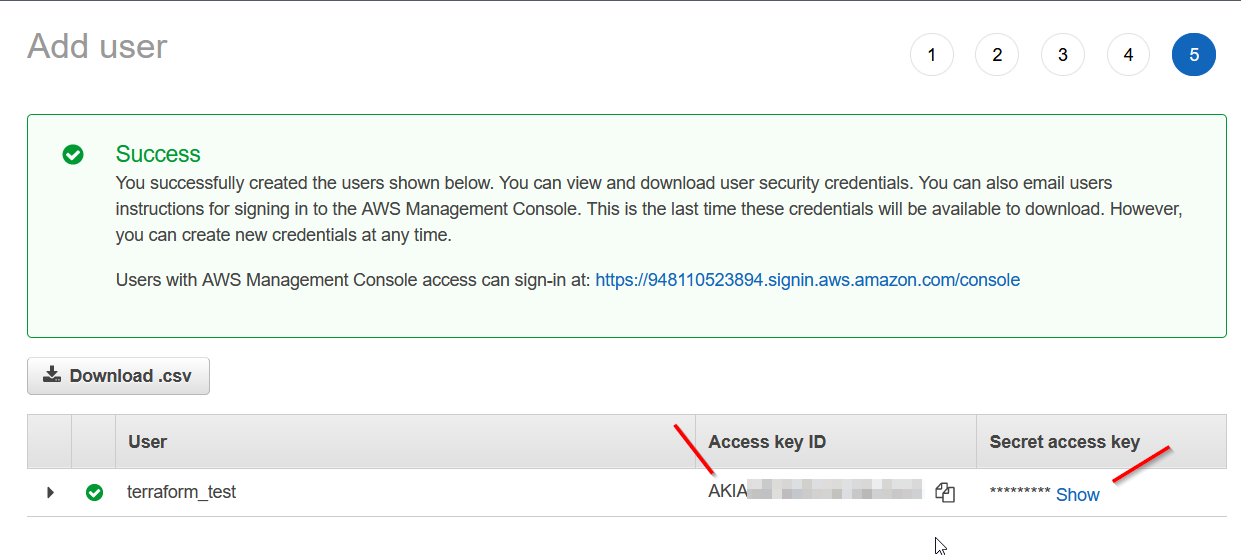 Add user
1 2 3 4 5
Success
You successfully created the users shown below. You can view and download user security credentials. You can also email users
instructions for signing in to the AWS Management Console. This is the last time these credentials will be available to download. However,
you can create new credentials at any time.
Users with AWS Management Console access can sign-in at: https://948110523894.signin.aws.amazon.com/console
Download .csv
User Access key ID Secret access key
terraform_test AKIA ********* Show